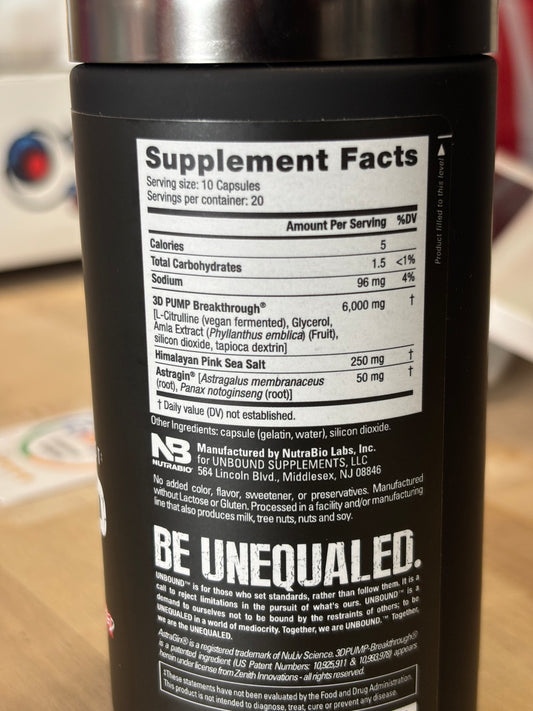 Supplement Facts
Serving size: 10 Capsules
Servings per container: 20
Amount Per Serving %DV
Calories 5
Total Carbohydrates 1.5 <1%
Sodium 96 mg 4%
3D PUMP Breakthrough® 6,000 mg †
[L-Citrulline (vegan fermented), Glycerol,
Amla Extract (Phyllanthus emblica) (Fruit),
silicon dioxide, tapioca dextrin]
Himalayan Pink Sea Salt 250 mg †
Astragin® [Astragalus membranaceus 50 mg †
(root), Panax notoginseng (root)]
† Daily value (DV) not established.
Other Ingredients: capsule (gelatin, water), silicon dioxide.
Product filled to this level
NB
NUTRABIO
Manufactured by NutraBio Labs, Inc.
for UNBOUND SUPPLEMENTS, LLC
564 Lincoln Blvd., Middlesex, NJ 08846
No added color, flavor, sweetener, or preservatives. Manufactured
without Lactose or Gluten. Processed in a facility and/or manufacturing
line that also produces milk, tree nuts, nuts and soy.
BE UNEQUALED.
UNBOUND™ is for those who set standards, rather than follow them. It is a
call to reject limitations in the pursuit of what's ours. UNBOUND™ is a
demand to ourselves not to be bound by the restraints of others; to be
UNEQUALED in a world of mediocrity. Together, we are UNBOUND.™ Together,
we are the UNEQUALED.
AstraGin® is a registered trademark of NuLiv Science. 3DPUMP-Breakthrough®
is a patented ingredient (US Patent Numbers: 10,925,911 & 10,993,978) appears
herein under license from Zenith Innovations - all rights reserved.
‡These statements have not been evaluated by the Food and Drug Administration.
This product is not intended to diagnose, treat, cure or prevent any disease.